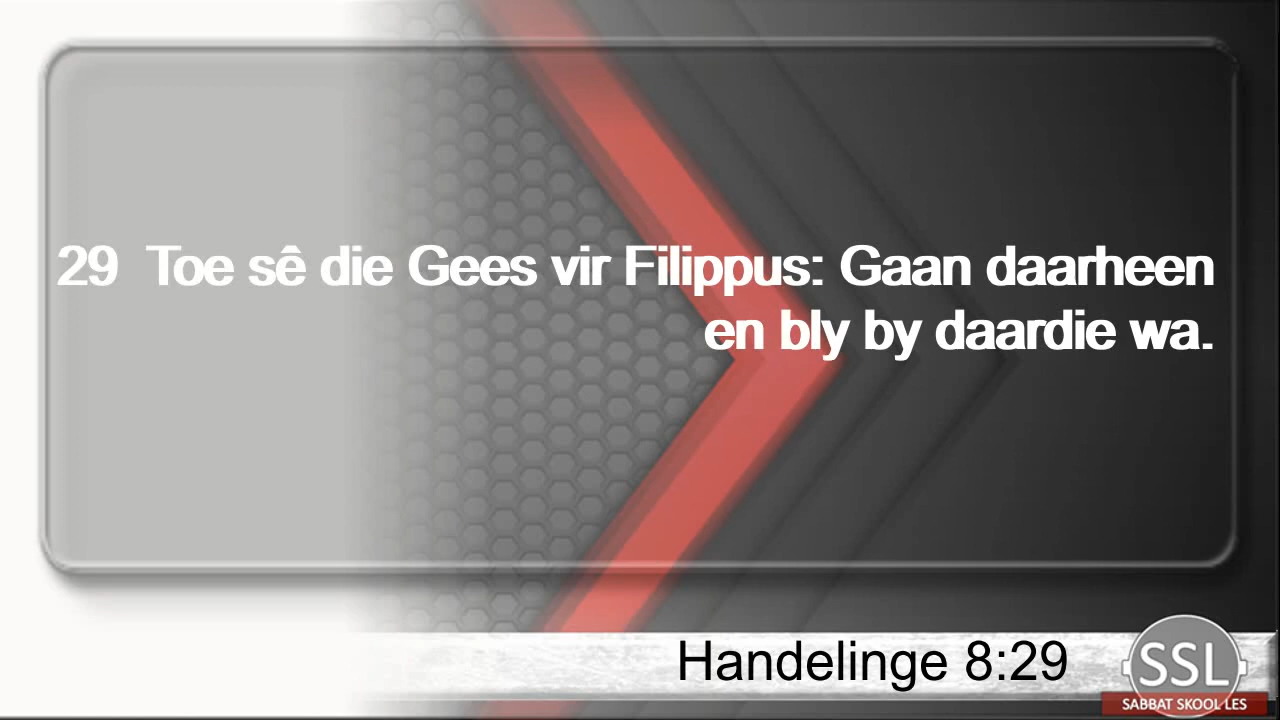 29 Toe sê die Gees vir Filippus: Gaan daarheen
en bly by daardie wa.
Handelinge 8:29
SSL
SABBAT SKOOL LES